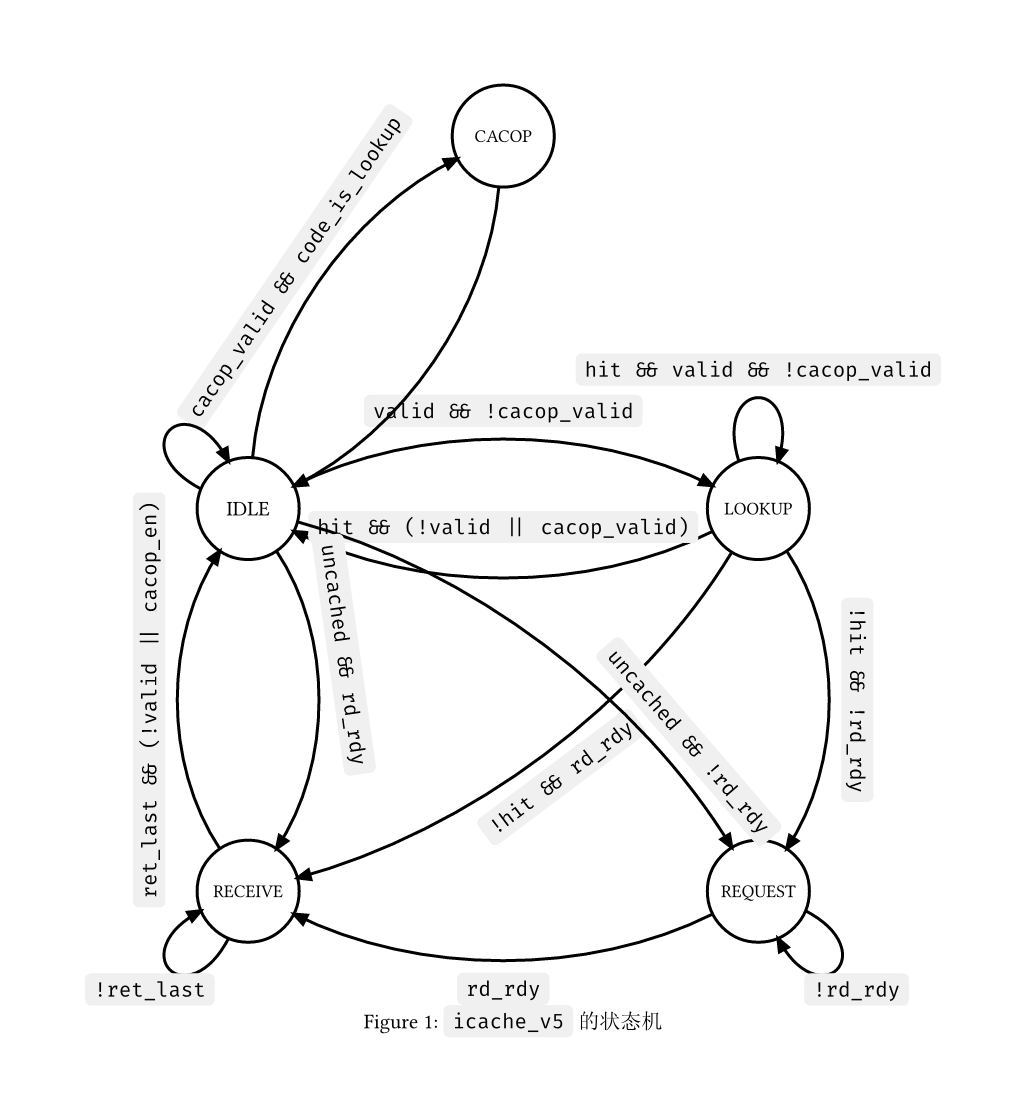 CACOP
cacop_valid && code_is_lookup
hit && valid && !cacop_valid
valid && !cacop_valid
IDLE
LOOKUP
hit && (!valid || cacop_valid)
ret_last && (!valid || cacop_en)
uncached && rd_rdy
!hit && !rd_rdy
uncached && !rd_rdy
!hit && rd_rdy
RECEIVE
REQUEST
!ret_last
rd_rdy
!rd_rdy
Figure 1: icache_v5 的状态机